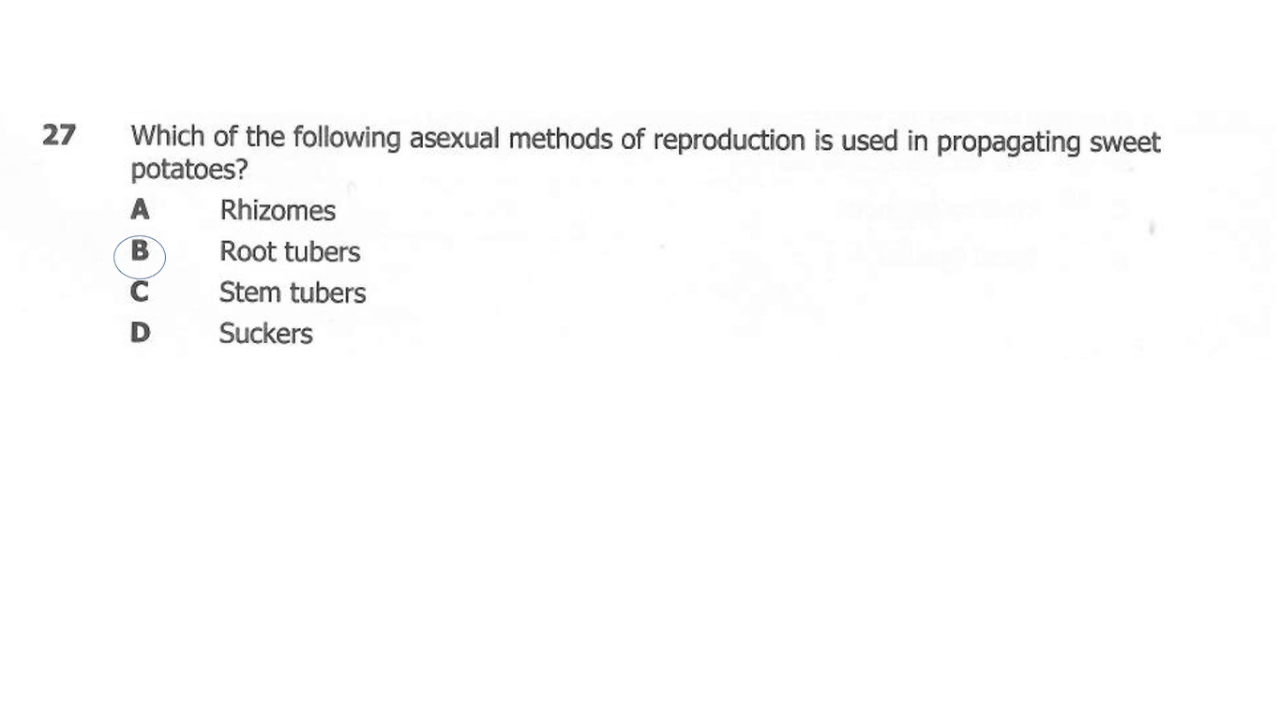 27 Which of the following asexual methods of reproduction is used in propagating sweet
potatoes?
A Rhizomes
B Root tubers
C Stem tubers
D Suckers